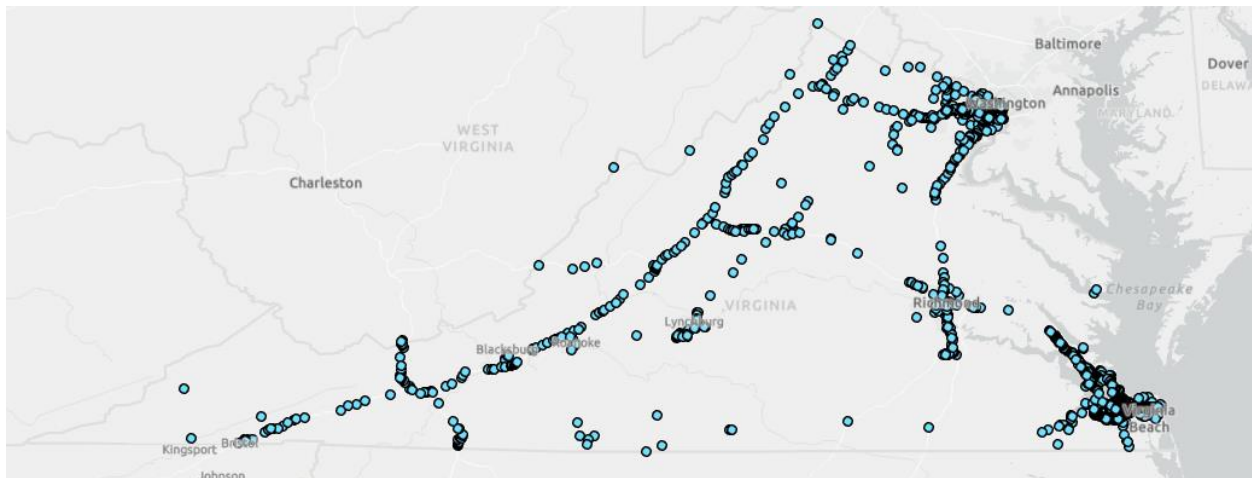 Baltimore
Dover
DELAWA
Annapolis
Washington
MARYLAND
WEST
VIRGINIA
Charleston
Chesapeake
Bay
Richmond
VIRGINIA
Lynchburg
Roanoke
Blacksburg
Virginia
Beach
Bristol
Kingsport
Johnson